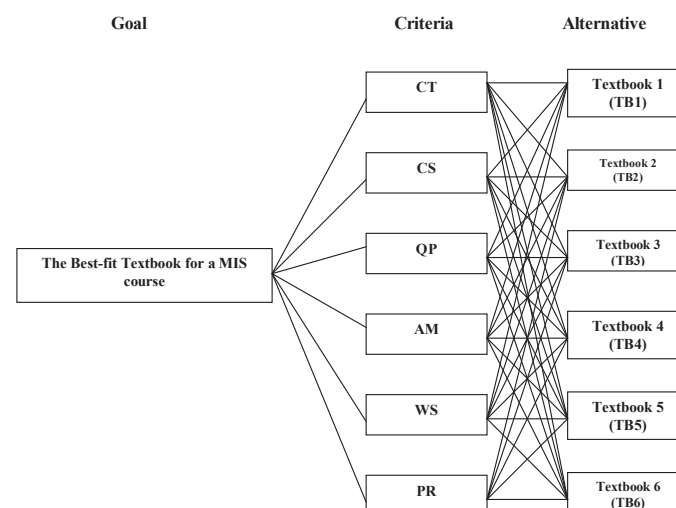 Goal
Criteria
Alternative
CT
Textbook 1
(TB1)
CS
Textbook 2
(TB2)
The Best-fit Textbook for a MIS
course
QP
Textbook 3
(TB3)
AM
Textbook 4
(TB4)
WS
Textbook 5
(TB5)
PR
Textbook 6
(TB6)